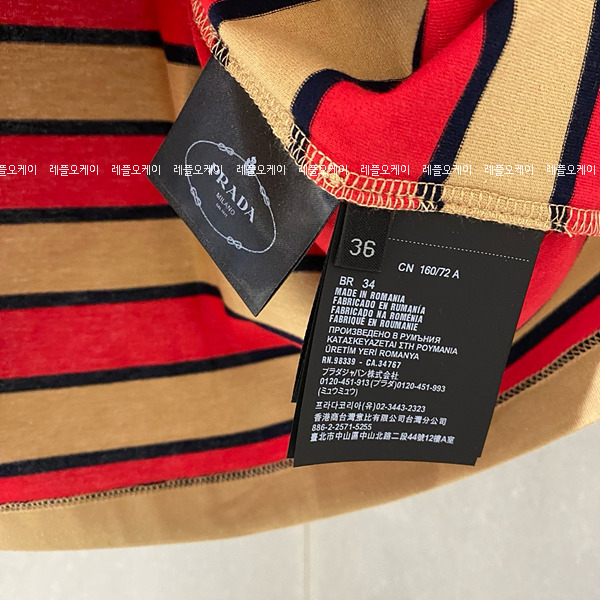 레플오케이 레플오케이 레플오케이 레플오케이 레플오케이 레플오케이 레플오케이 레플오케이 레플오케이 레플오케이
PRADA
MILANO
36
CN 160/72 A
BR 34
MADE IN ROMANIA
FABRICADO EN RUMANÍA
FABRICADO NA ROMÉNIA
FABRIQUÉ EN ROUMANIE
ПРОИЗВЕДЕНО В РУМЪНИЯ
ΚΑΤΑΣΚΕΥΑΖΕΤΑΙ ΣΤΗ ΡΟΥΜΑΝΙΑ
ÜRETİM YERİ ROMANYA
RN.98339 - CA.34767
プラダジャパン株式会社
0120-451-913(プラダ)0120-451-993
(ミュウミュウ)
프라다코리아(유)02-3443-2323
香港商台灣意比有限公司台灣分公司
886-2-2571-5255
臺北市中山區中山北路二段44號12樓A室